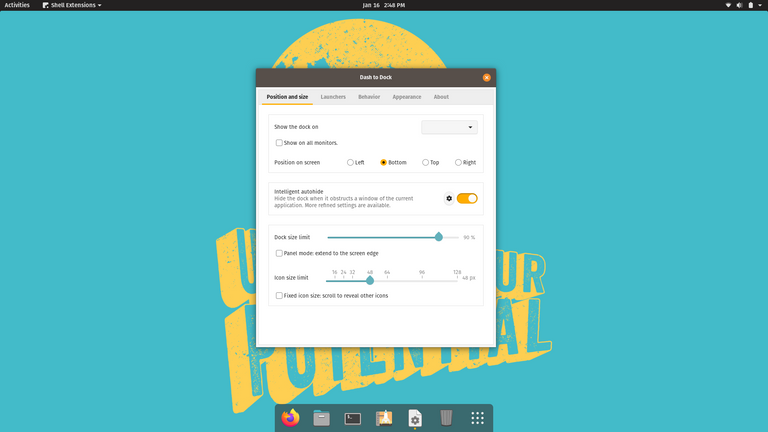 Activities
Shell Extensions
Jan 16 2:48 PM
Dash to Dock
Position and size
Launchers
Behavior
Appearance
About
Show the dock on
Show on all monitors.
Position on screen
Left
Bottom
Top
Right
Intelligent autohide
Hide the dock when it obstructs a window of the current
application. More refined settings are available.
Dock size limit
90 %
Panel mode: extend to the screen edge
16 24 32 48 64 96 128
Icon size limit
48 px
Fixed icon size: scroll to reveal other icons